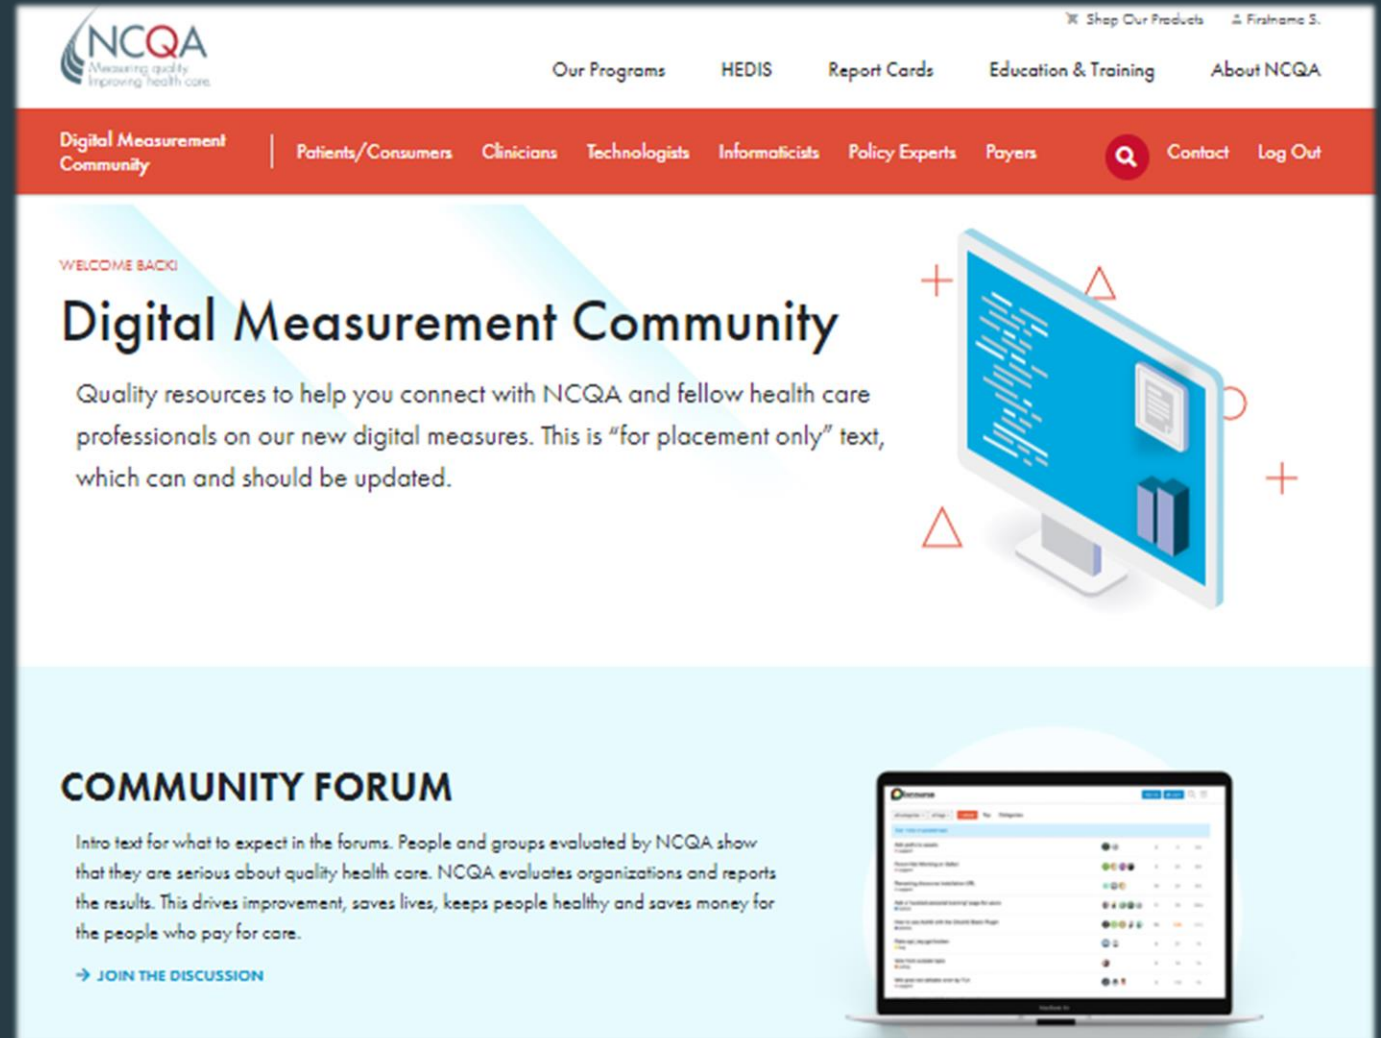 NCQA
Measuring quality.
Improving health care.
Shop Our Products
Firstname S.
Our Programs
HEDIS
Report Cards
Education & Training
About NCQA
Digital Measurement
Community
Patients/Consumers
Clinicians
Technologists
Informaticists
Policy Experts
Payers
Contact
Log Out
WELCOME BACK!
Digital Measurement Community
Quality resources to help you connect with NCQA and fellow health care
professionals on our new digital measures. This is “for placement only” text,
which can and should be updated.
COMMUNITY FORUM
Intro text for what to expect in the forums. People and groups evaluated by NCQA show
that they are serious about quality health care. NCQA evaluates organizations and reports
the results. This drives improvement, saves lives, keeps people healthy and saves money for
the people who pay for care.
→ JOIN THE DISCUSSION